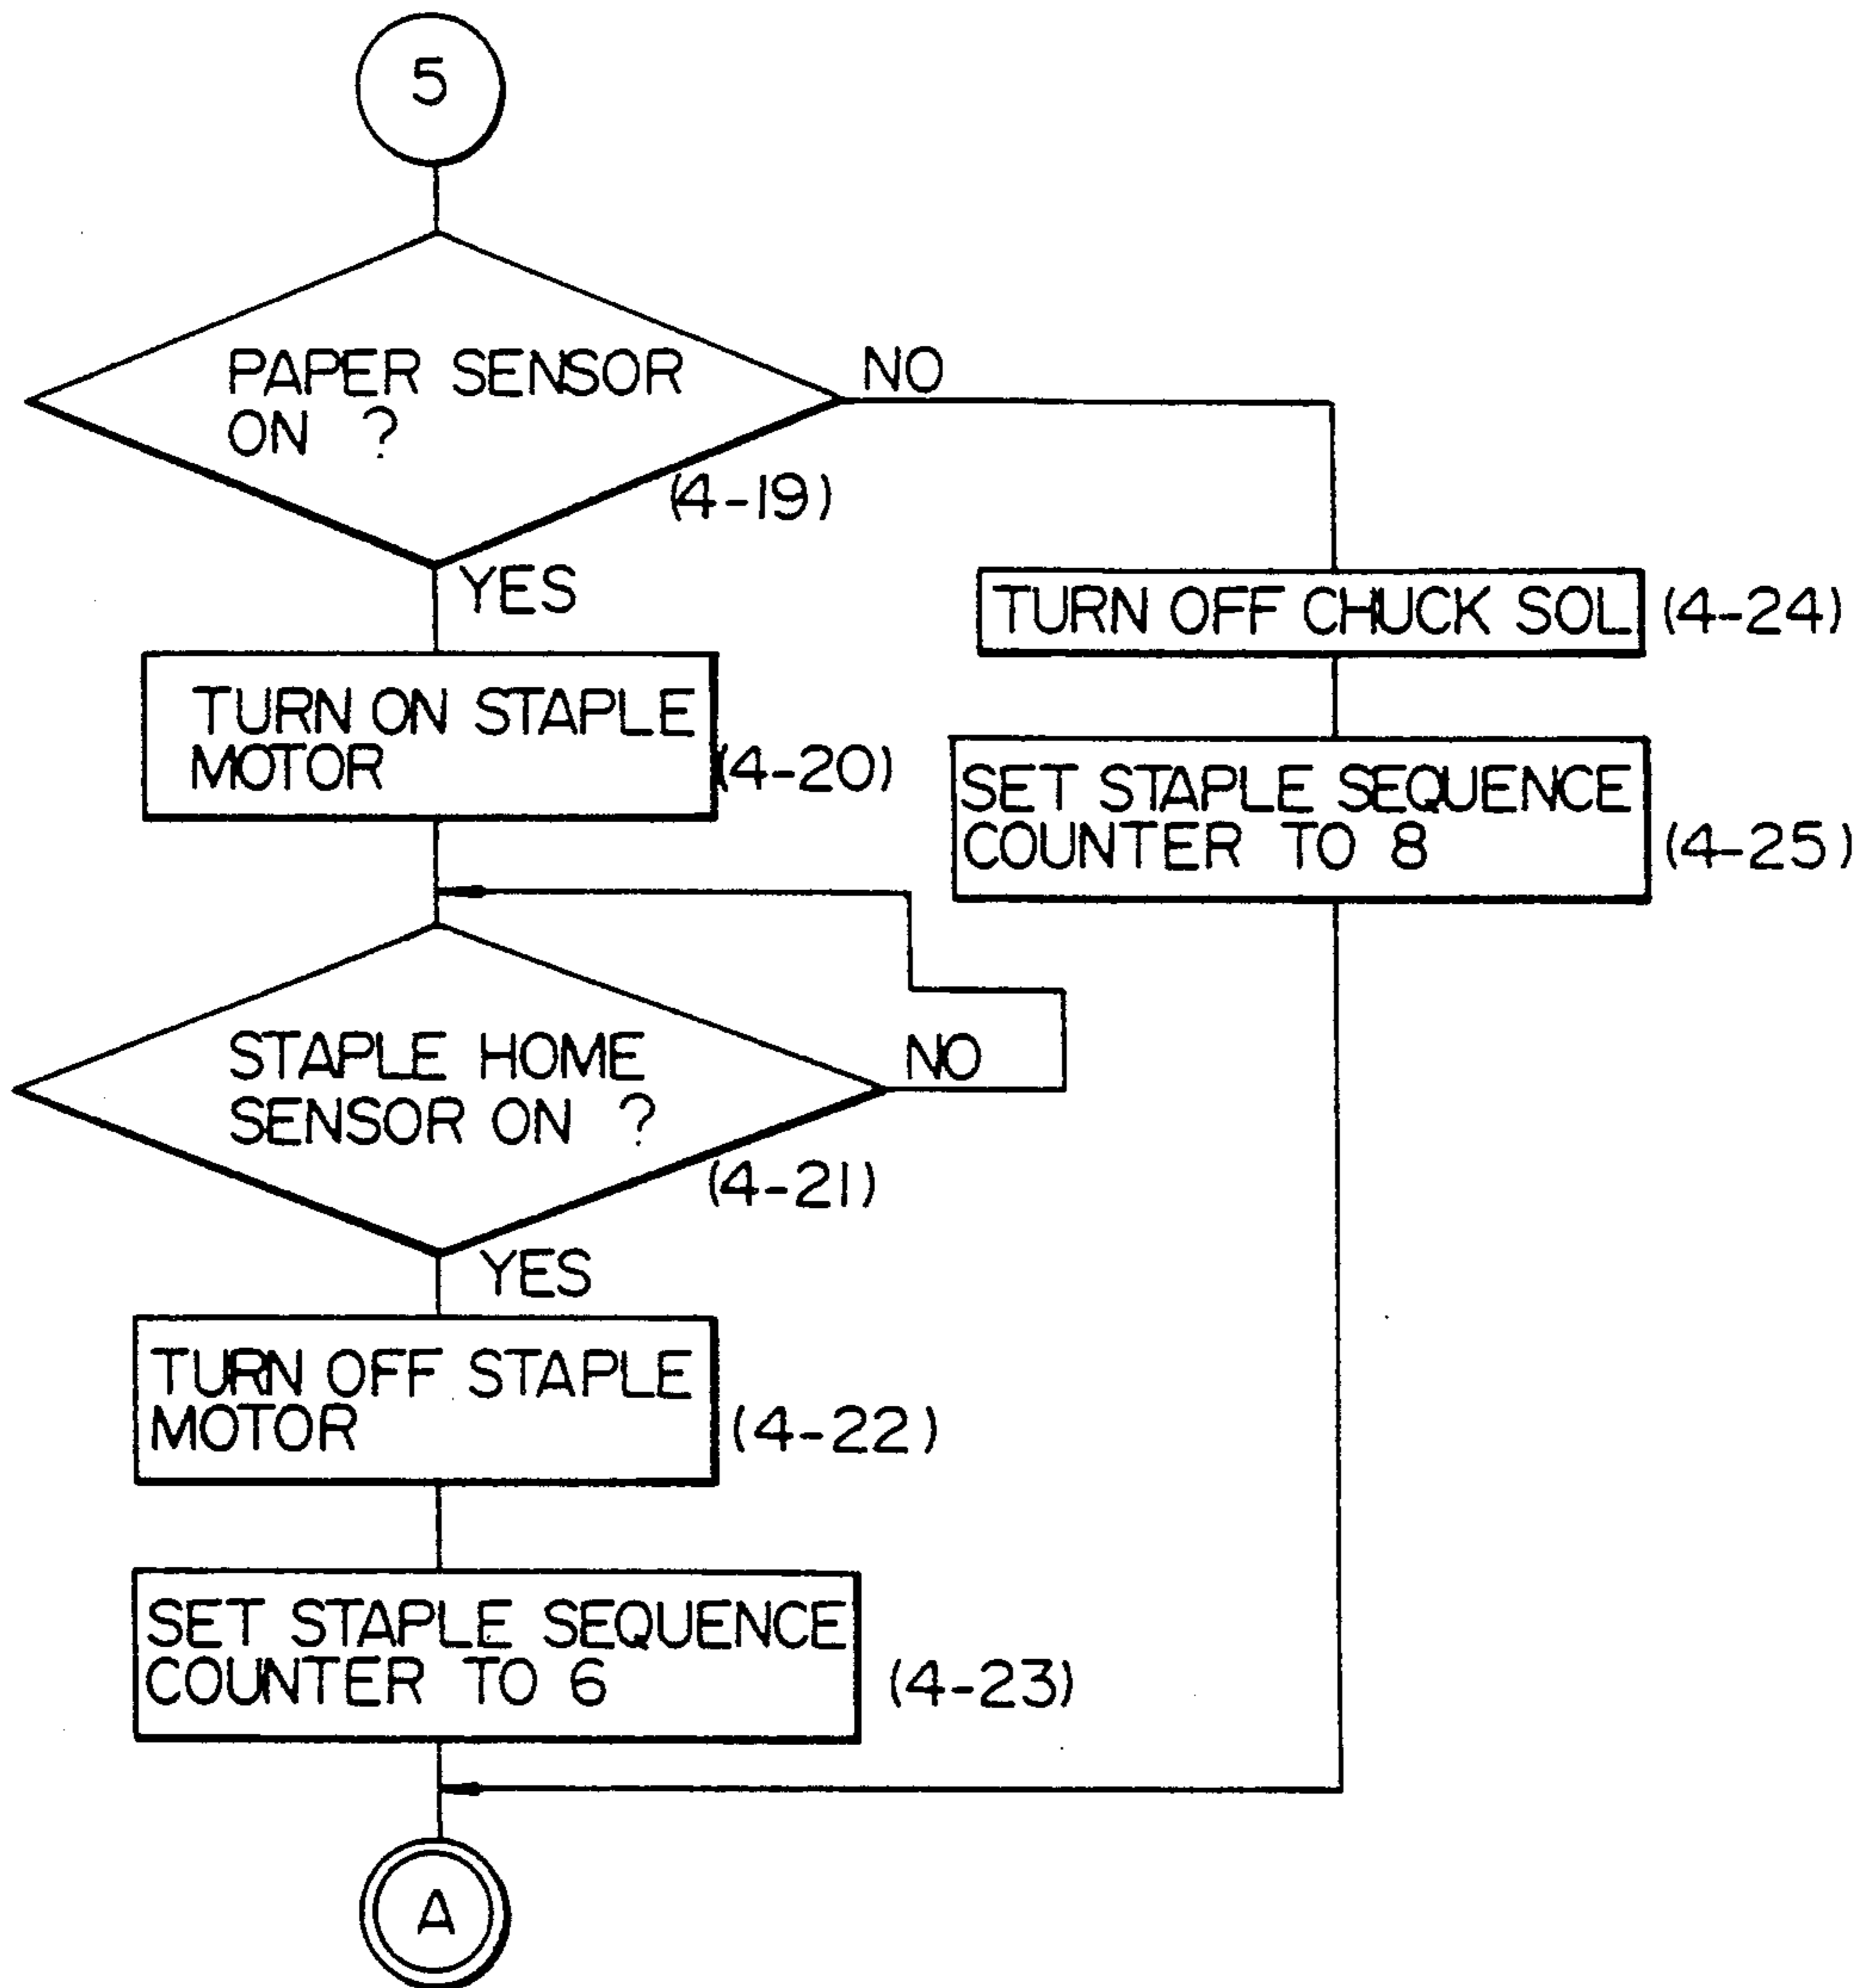 5
PAPER SENSOR
ON ?
NO
(4-19)
YES
TURN ON STAPLE
MOTOR
(4-20)
TURN OFF CHUCK SOL
(4-24)
SET STAPLE SEQUENCE
COUNTER TO 8
(4-25)
STAPLE HOME
SENSOR ON ?
NO
(4-21)
YES
TURN OFF STAPLE
MOTOR
(4-22)
SET STAPLE SEQUENCE
COUNTER TO 6
(4-23)
A